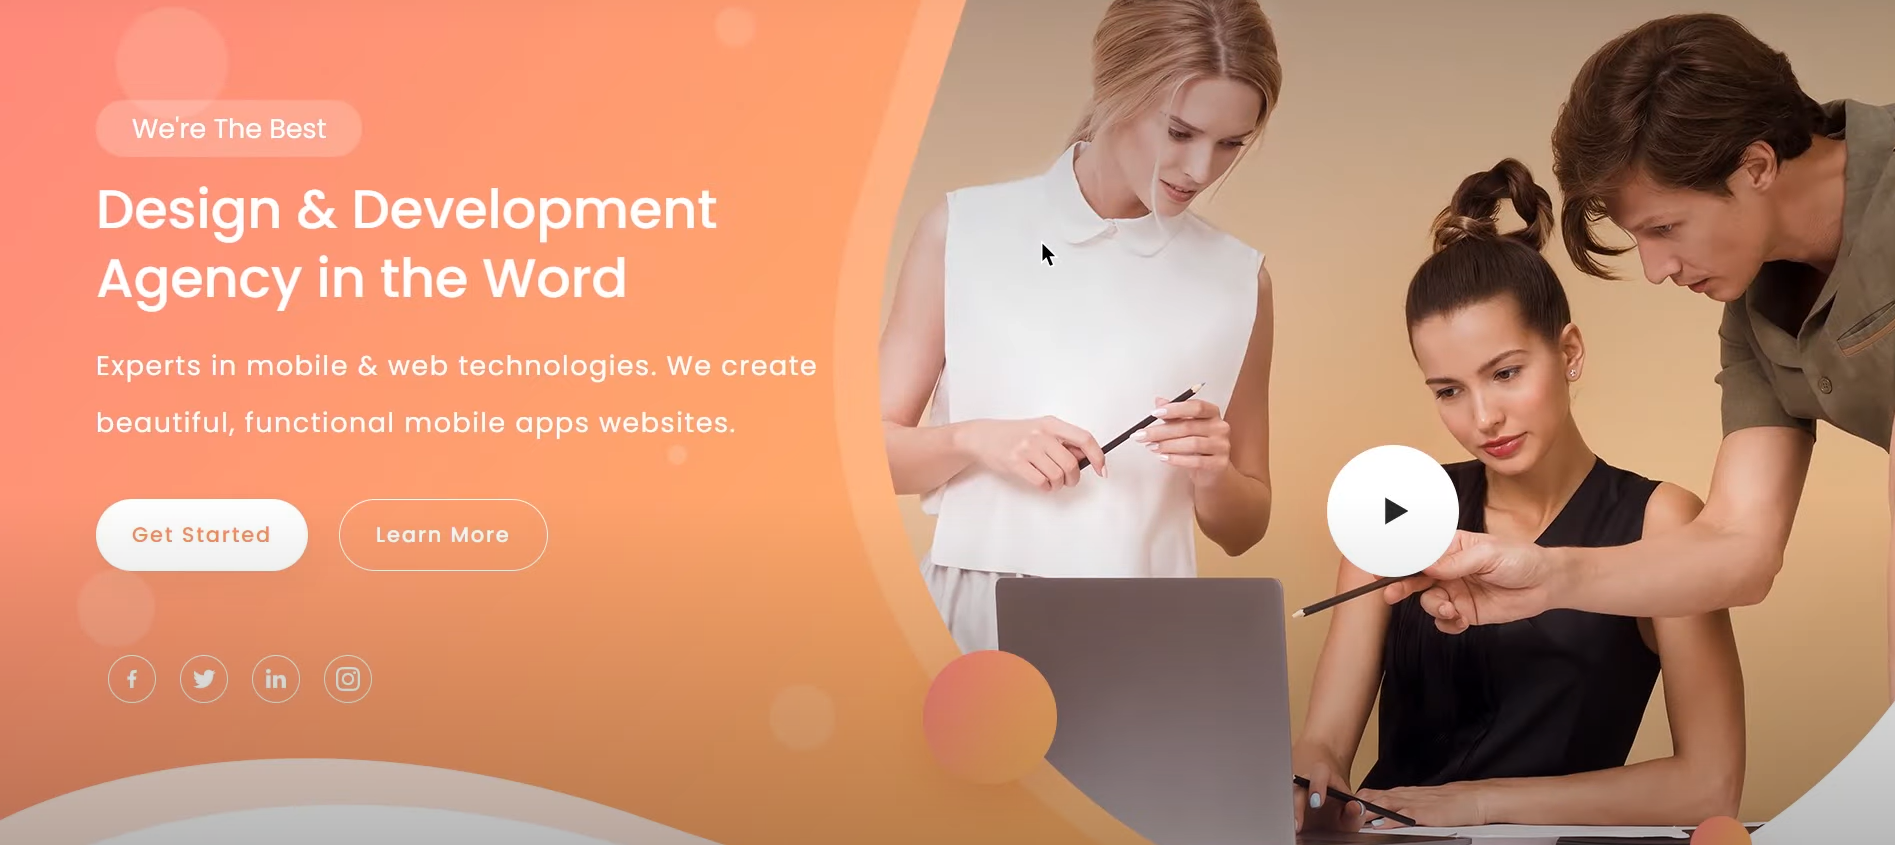 We're The Best
Design & Development
Agency in the Word
Experts in mobile & web technologies. We create
beautiful, functional mobile apps websites.
Get Started
Learn More